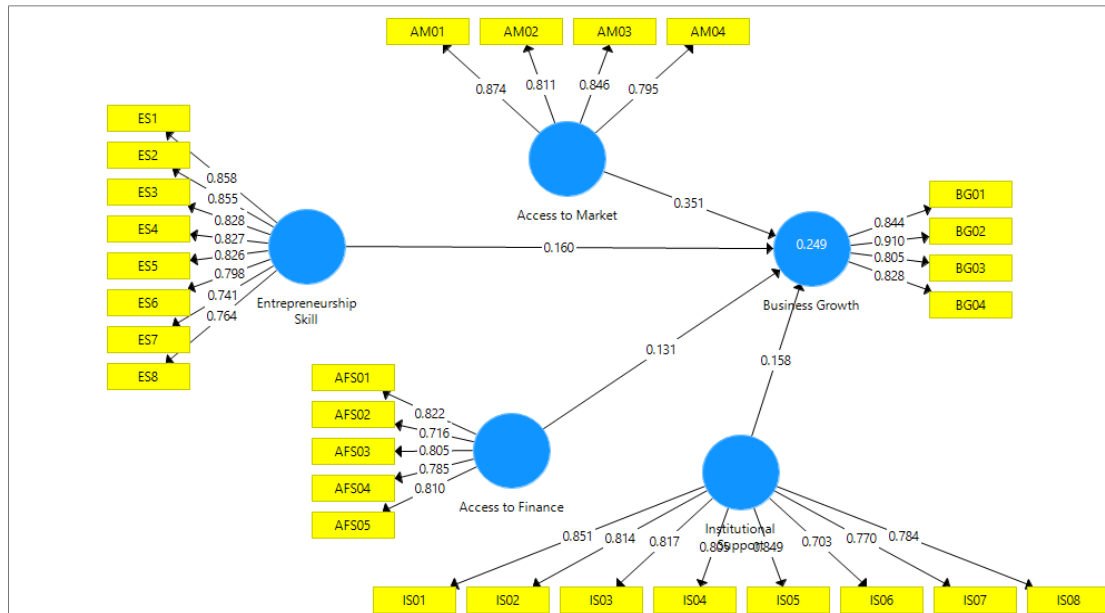 AM01 AM02 AM03 AM04
0.874 0.811 0.846 0.795
Access to Market
ES1
ES2
ES3
ES4
ES5
ES6
ES7
ES8
0.858
0.855
0.828
0.827
0.826
0.798
0.741
0.764
Entrepreneurship
Skill
0.351
0.160
0.131
0.158
0.249
Business Growth
0.844
0.910
0.805
0.828
BG01
BG02
BG03
BG04
AFS01
AFS02
AFS03
AFS04
AFS05
0.822
0.716
0.805
0.785
0.810
Access to Finance
Institutional
Support
0.851 0.814 0.817 0.849 0.703 0.770 0.784
IS01 IS02 IS03 IS04 IS05 IS06 IS07 IS08